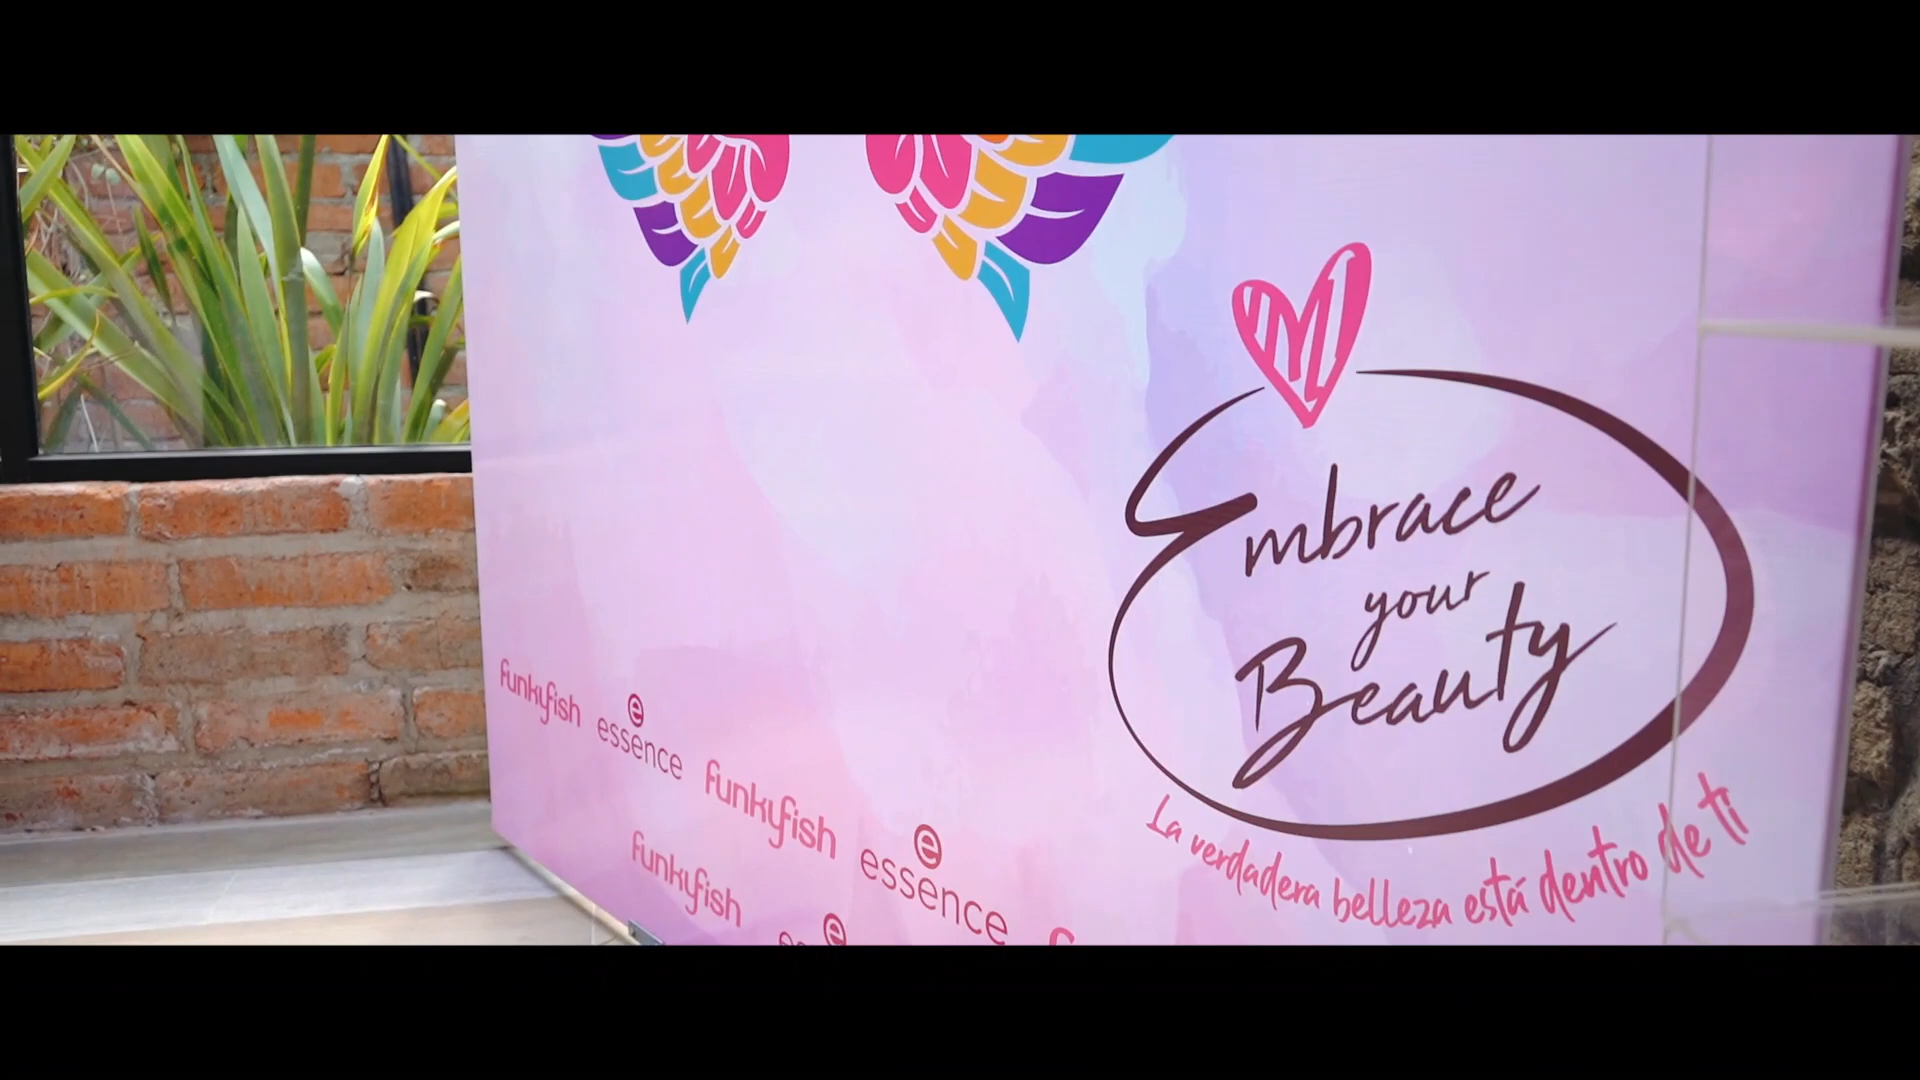 Embrace
your
Beauty
La verdadera belleza está dentro de ti
funkyfish
e
essence
funkyfish
e
essence
funkyfish
e